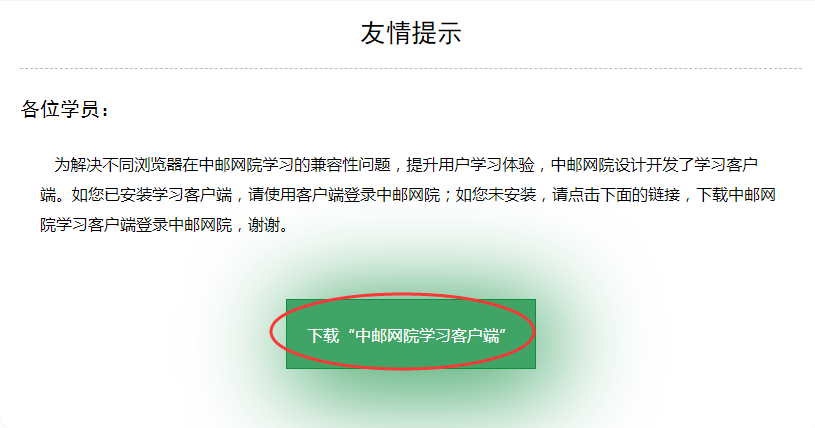 友情提示
各位学员：
为解决不同浏览器在中邮网院学习的兼容性问题，提升用户学习体验，中邮网院设计开发了学习客户
端。如您已安装学习客户端，请使用客户端登录中邮网院；如您未安装，请点击下面的链接，下载中邮网
院学习客户端登录中邮网院，谢谢。
下载“中邮网院学习客户端”